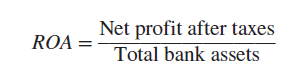 ROA = Net profit after taxes
Total bank assets